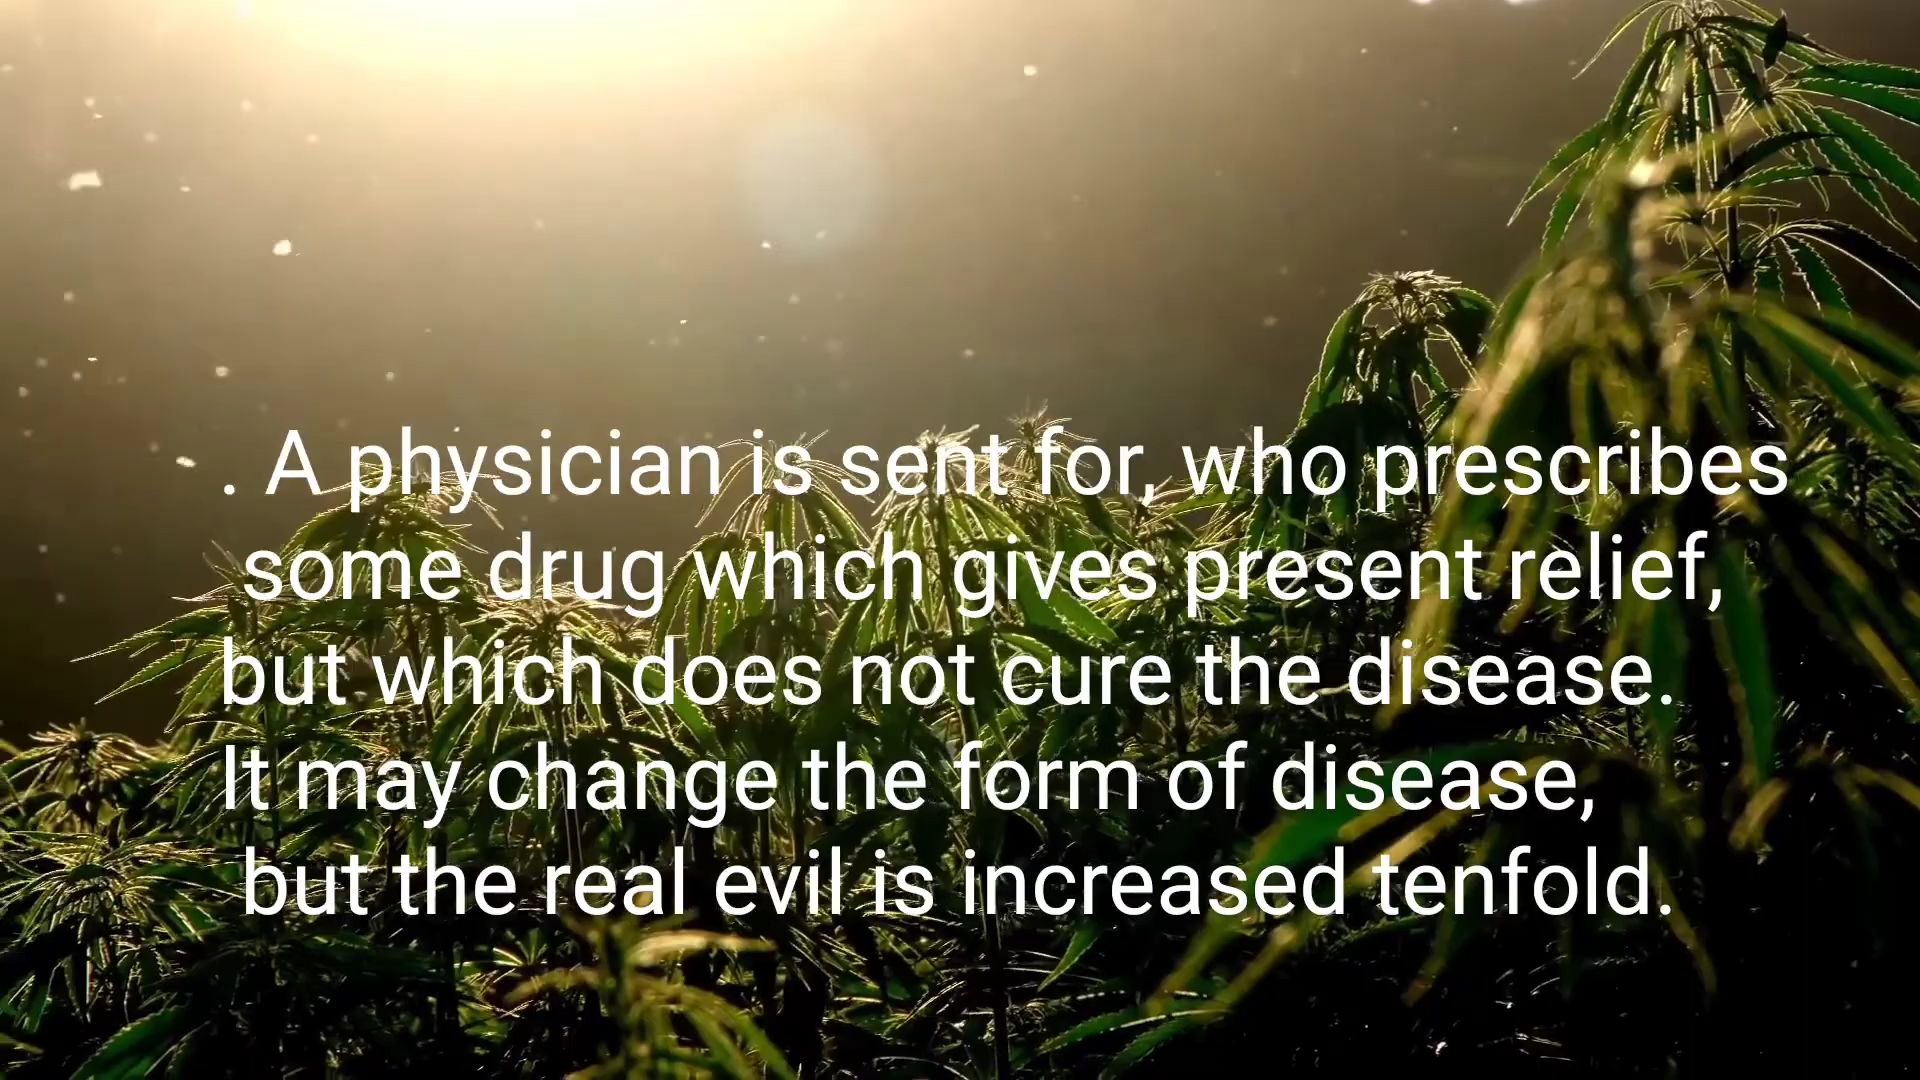 . A physician is sent for, who prescribes
some drug which gives present relief,
but which does not cure the disease.
It may change the form of disease,
but the real evil is increased tenfold.